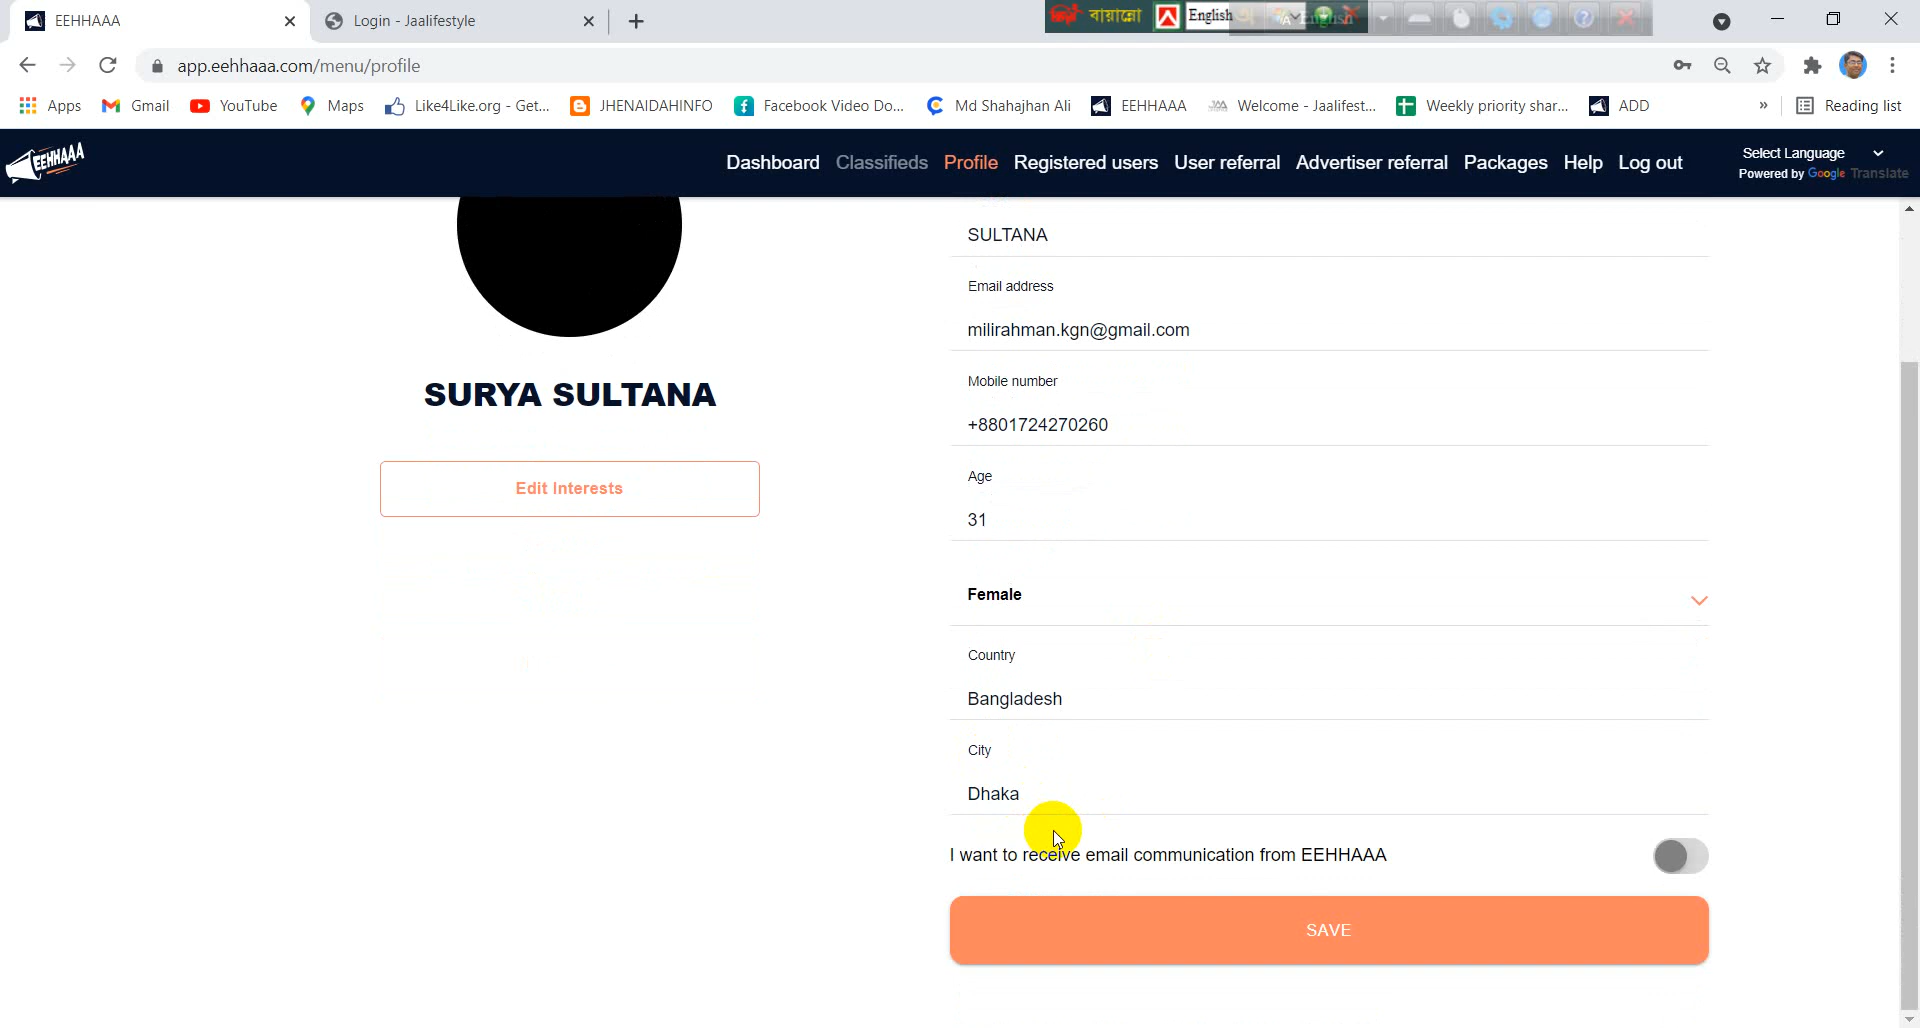 EEHHAAA
Login - Jaalifestyle
বায়ান্নো
English
app.eehhaaa.com/menu/profile
Apps
Gmail
YouTube
Maps
Like4Like.org - Get...
JHENAIDAHINFO
Facebook Video Do...
Md Shahajhan Ali
EEHHAAA
Welcome - Jaalifest...
Weekly priority shar...
ADD
»
Reading list
EEHHAAA
Dashboard
Classifieds
Profile
Registered users
User referral
Advertiser referral
Packages
Help
Log out
Select Language
Powered by Google Translate
SULTANA
Email address
milirahman.kgn@gmail.com
Mobile number
+8801724270260
SURYA SULTANA
Age
Edit Interests
31
Female
Country
Bangladesh
City
Dhaka
I want to receive email communication from EEHHAAA
SAVE